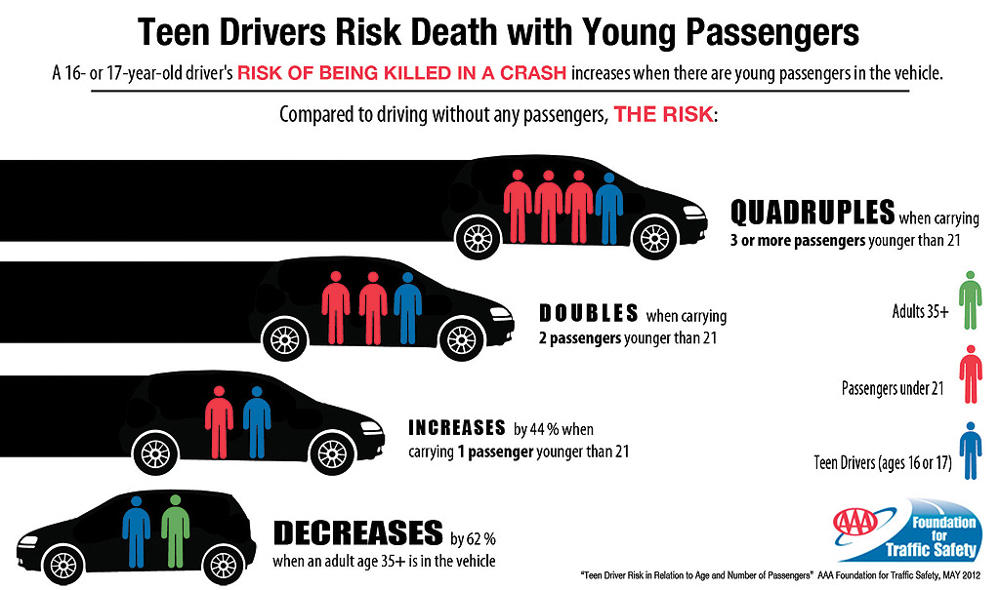 Teen Drivers Risk Death with Young Passengers
A 16- or 17-year-old driver's RISK OF BEING KILLED IN A CRASH increases when there are young passengers in the vehicle.
Compared to driving without any passengers, THE RISK:
QUADRUPLES when carrying
3 or more passengers younger than 21
DOUBLES when carrying
2 passengers younger than 21
INCREASES by 44 % when
carrying 1 passenger younger than 21
DECREASES by 62 %
when an adult age 35+ is in the vehicle
Adults 35+
Passengers under 21
Teen Drivers (ages 16 or 17)
AAA
Foundation
for
Traffic Safety
"Teen Driver Risk in Relation to Age and Number of Passengers" AAA Foundation for Traffic Safety, MAY 2012